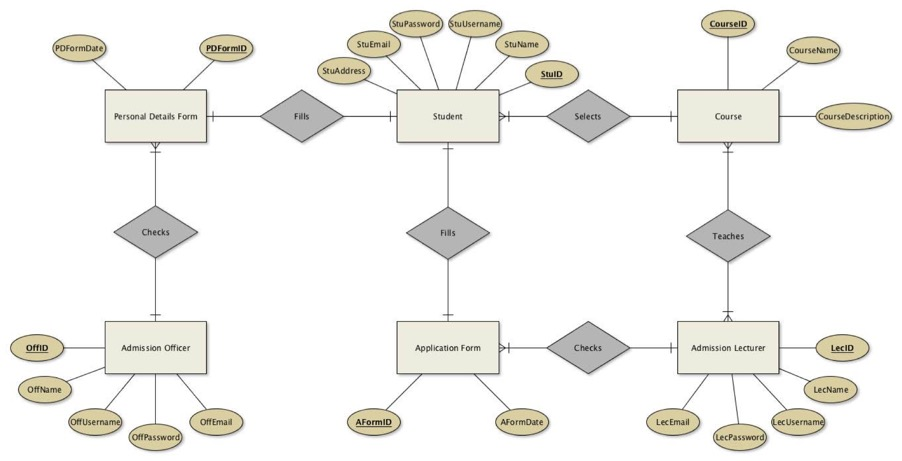 StuPassword
StuUsername
CourseID
PDFormDate
PDFormID
StuEmail
StuName
CourseName
StuAddress
StuID
Personal Details Form
Fills
Student
Selects
Course
CourseDescription
Checks
Fills
Teaches
OffID
Admission Officer
Application Form
Checks
Admission Lecturer
LecID
OffName
LecName
OffUsername
OffPassword
OffEmail
AFormID
AFormDate
LecEmail
LecPassword
LecUsername